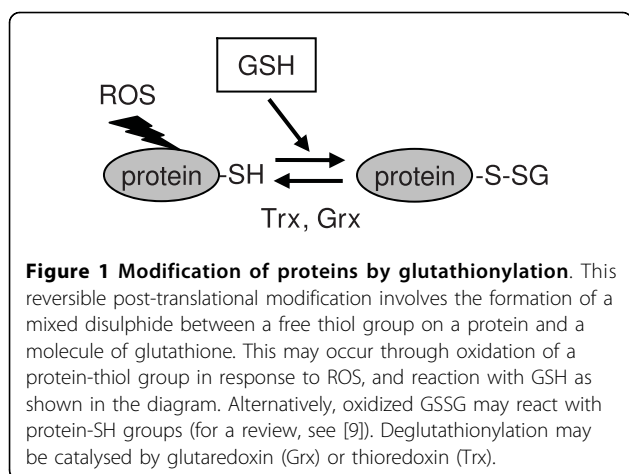 GSH
ROS
protein -SH protein -S-SG
Trx, Grx
Figure 1 Modification of proteins by glutathionylation. This
reversible post-translational modification involves the formation of a
mixed disulphide between a free thiol group on a protein and a
molecule of glutathione. This may occur through oxidation of a
protein-thiol group in response to ROS, and reaction with GSH as
shown in the diagram. Alternatively, oxidized GSSG may react with
protein-SH groups (for a review, see [9]). Deglutathionylation may
be catalysed by glutaredoxin (Grx) or thioredoxin (Trx).